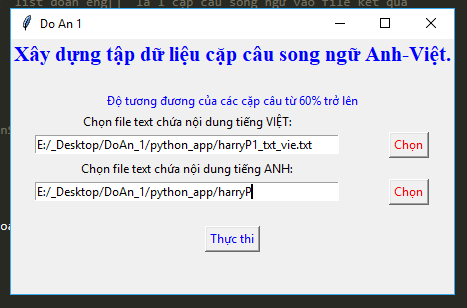 list doan eng[] la 1 cap cau song ngu vao file ket qua
Do An 1
Xây dựng tập dữ liệu cặp câu song ngữ Anh-Việt.
Độ tương đương của các cặp câu từ 60% trở lên
Chọn file text chứa nội dung tiếng VIỆT:
E:/_Desktop/DoAn_1/python_app/harryP1_txt_vie.txt
Chọn
Chọn file text chứa nội dung tiếng ANH:
E:/_Desktop/DoAn_1/python_app/harryP
Chọn
Thực thi